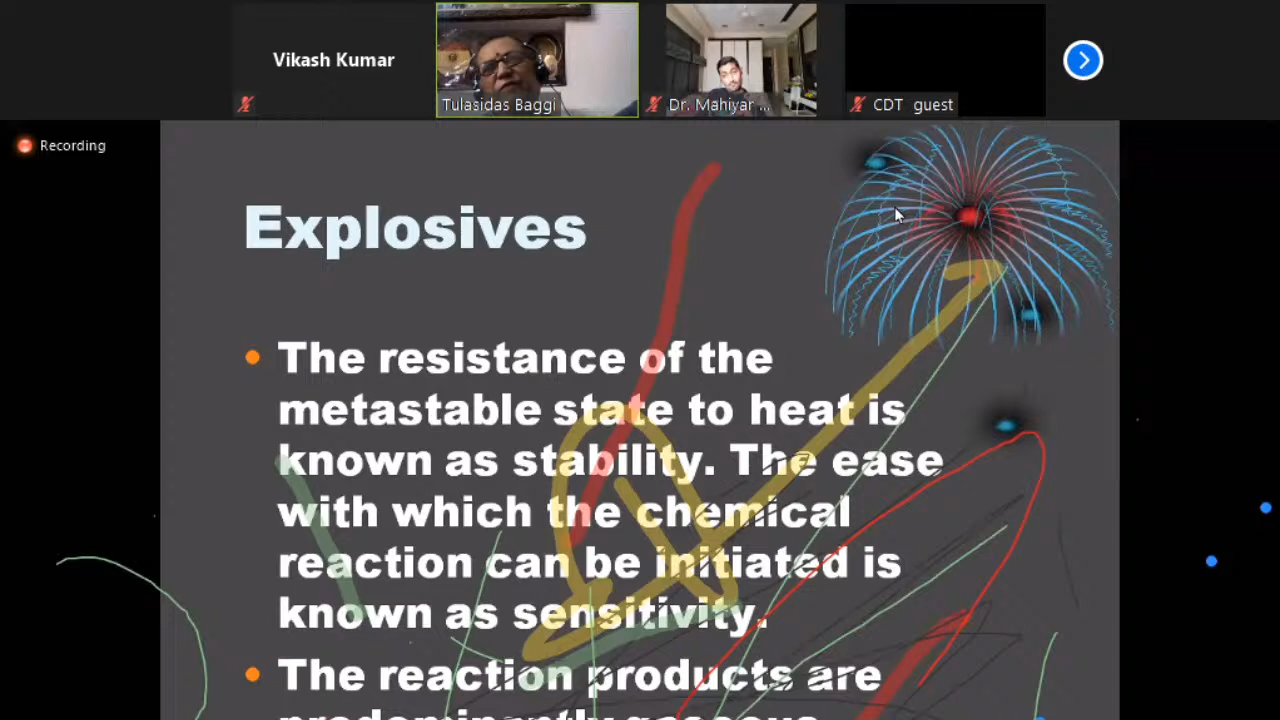 Vikash Kumar
Tulasidas Baggi
Dr. Mahiyar ...
CDT guest
Recording
Explosives
The resistance of the
metastable state to heat is
known as stability. The ease
with which the chemical
reaction can be initiated is
known as sensitivity.
The reaction products are
predominantly gaseous